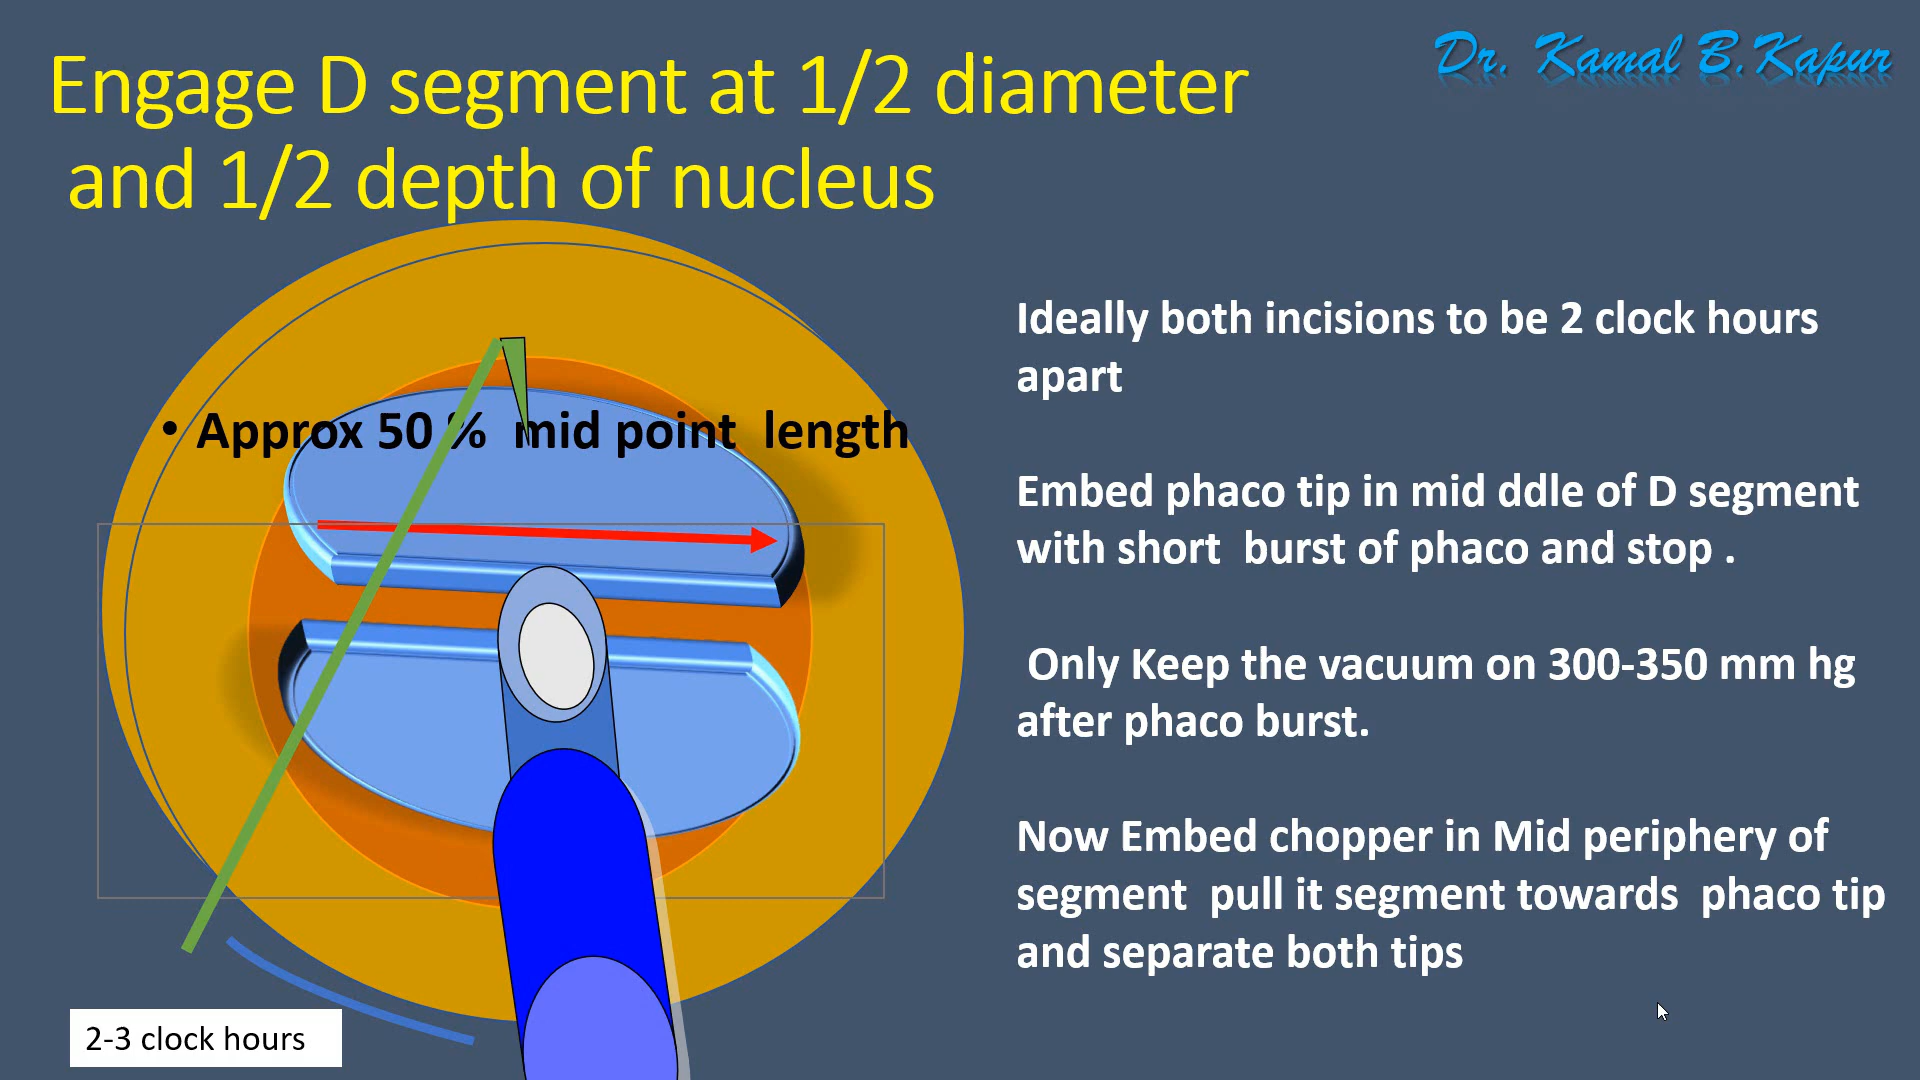 Dr. Kamal B.Kapur
Engage D segment at 1/2 diameter
and 1/2 depth of nucleus
• Approx 50 % mid point length
Ideally both incisions to be 2 clock hours
apart
Embed phaco tip in mid ddle of D segment
with short burst of phaco and stop .
Only Keep the vacuum on 300-350 mm hg
after phaco burst.
Now Embed chopper in Mid periphery of
segment pull it segment towards phaco tip
and separate both tips
2-3 clock hours